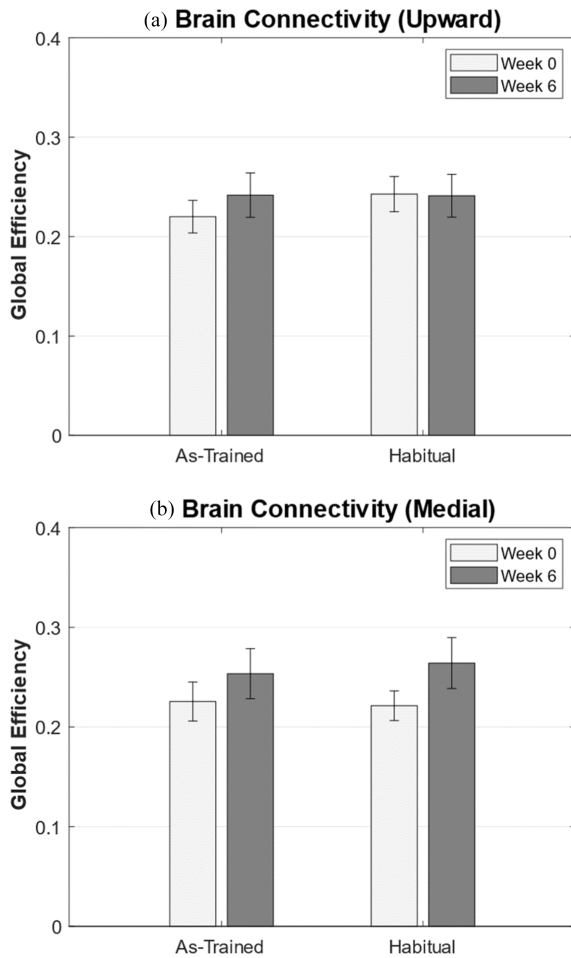 (a) Brain Connectivity (Upward)
0.4
Week 0
Week 6
0.3
Global Efficiency
0.2
0.1
0
As-Trained Habitual
(b) Brain Connectivity (Medial)
0.4
Week 0
Week 6
0.3
Global Efficiency
0.2
0.1
0
As-Trained Habitual